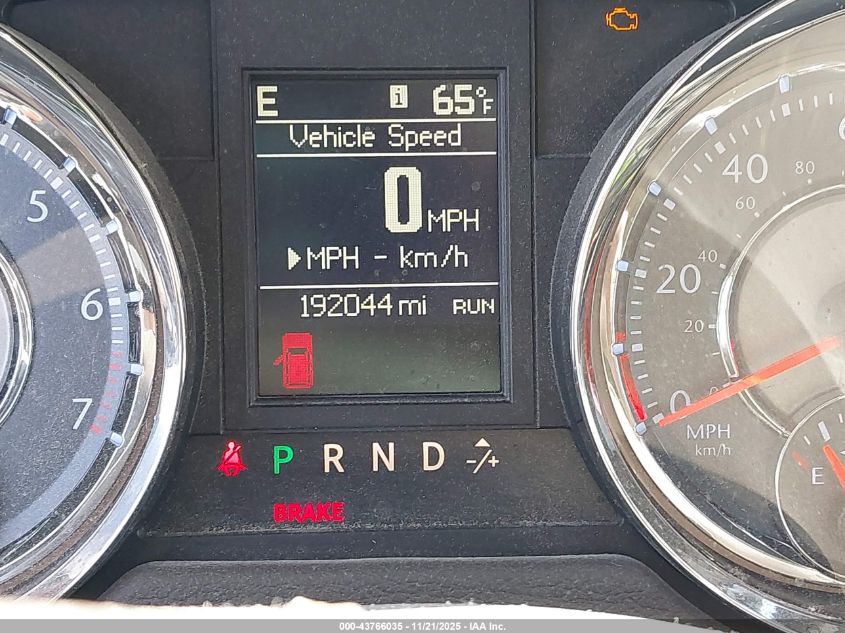 E i 65°F
Vehicle Speed
0 MPH
▶MPH - km/h
192044 mi RUN
P R N D -/+
BRAKE
5
6
7
40
20
0
80
60
40
20
MPH
km/h
E
000-43766035 - 11/21/2025 - IAA Inc.